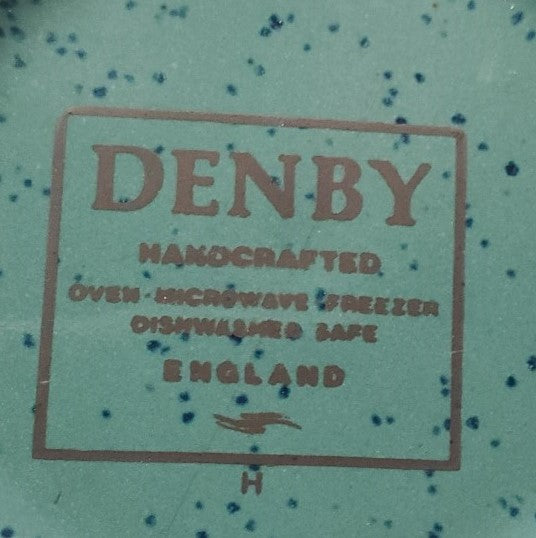 DENBY
HANDCRAFTED
OVEN · MICROWAVE · FREEZER
DISHWASHER SAFE
ENGLAND
H